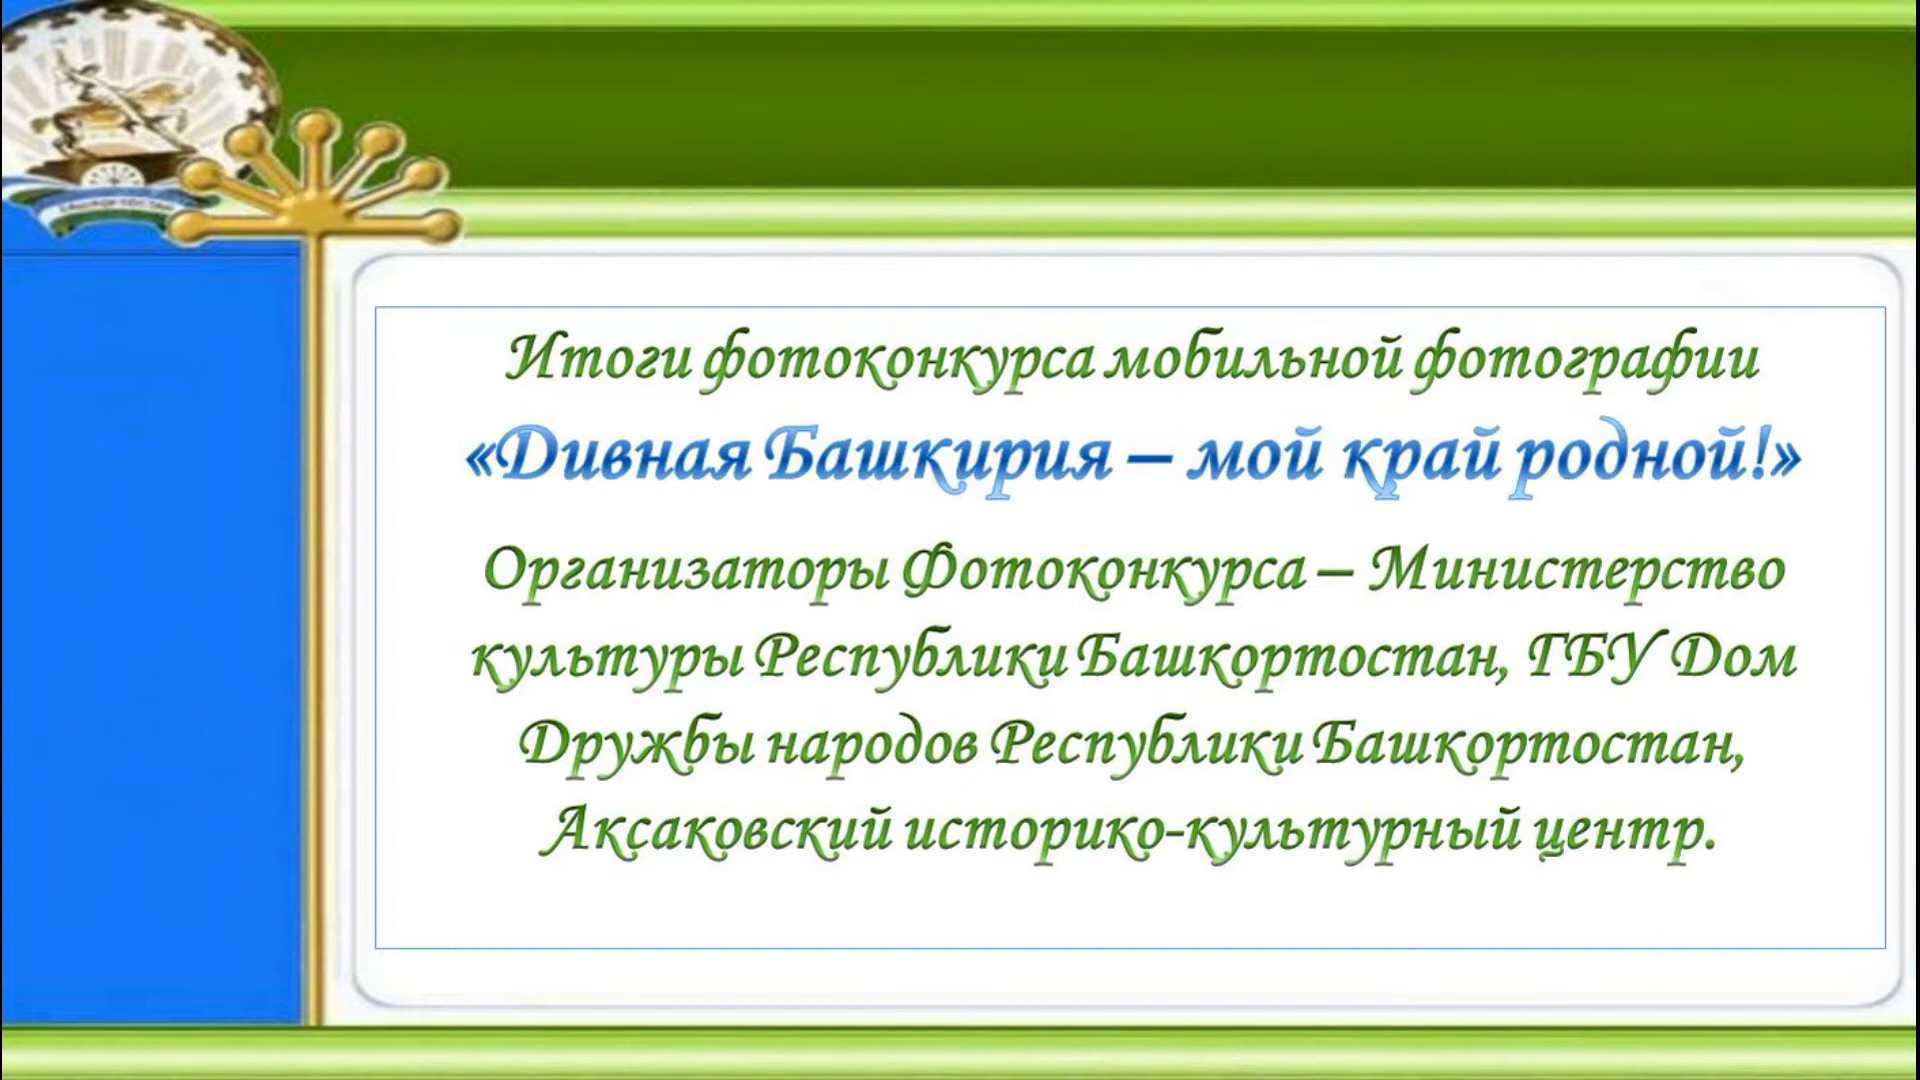 Итоги фотоконкурса мобильной фотографии
«Дивная Башкирия – мой край родной!»
Организаторы Фотоконкурса – Министерство
культуры Республики Башкортостан, ГБУ Дом
Дружбы народов Республики Башкортостан,
Аксаковский историко-культурный центр.